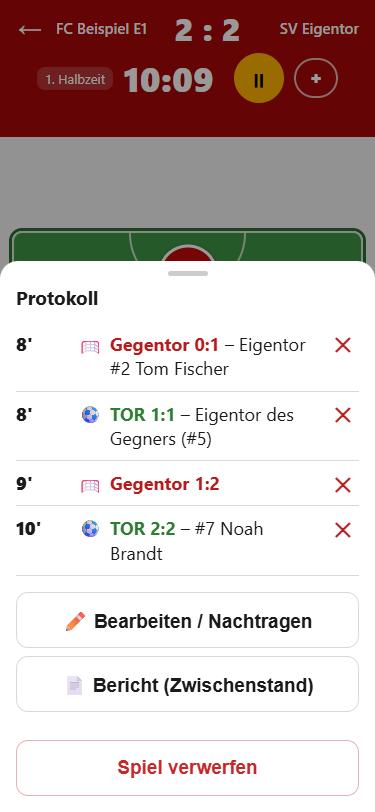 FC Beispiel E1 2 : 2 SV Eigentor
1. Halbzeit 10:09
Protokoll
8' Gegentor 0:1 – Eigentor
#2 Tom Fischer
8' TOR 1:1 – Eigentor des
Gegners (#5)
9' Gegentor 1:2
10' TOR 2:2 – #7 Noah
Brandt
Bearbeiten / Nachtragen
Bericht (Zwischenstand)
Spiel verwerfen